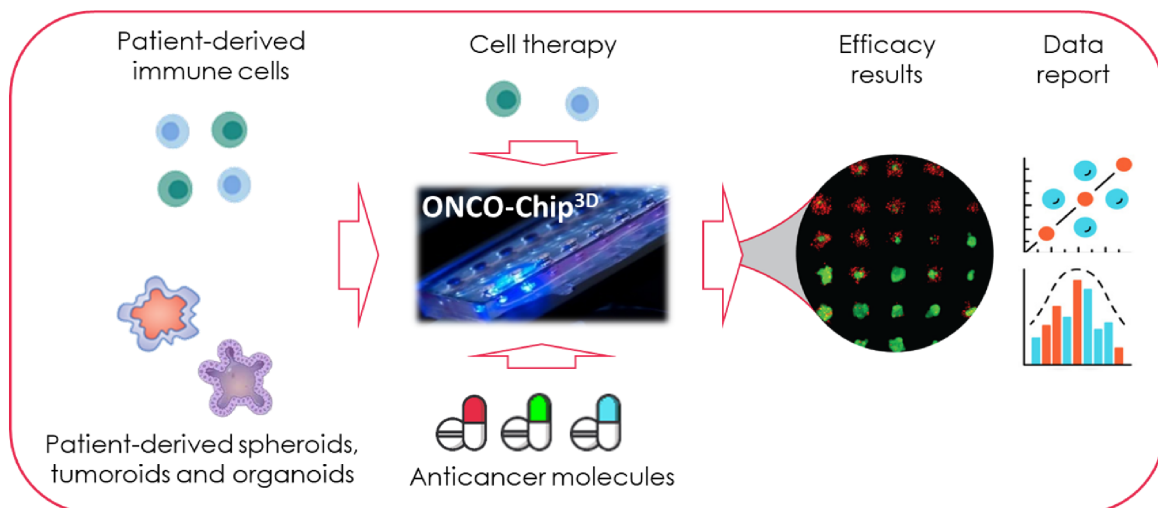 Patient-derived
immune cells
Cell therapy
Efficacy
results
Data
report
ONCO-Chip3D
Patient-derived spheroids,
tumoroids and organoids
Anticancer molecules